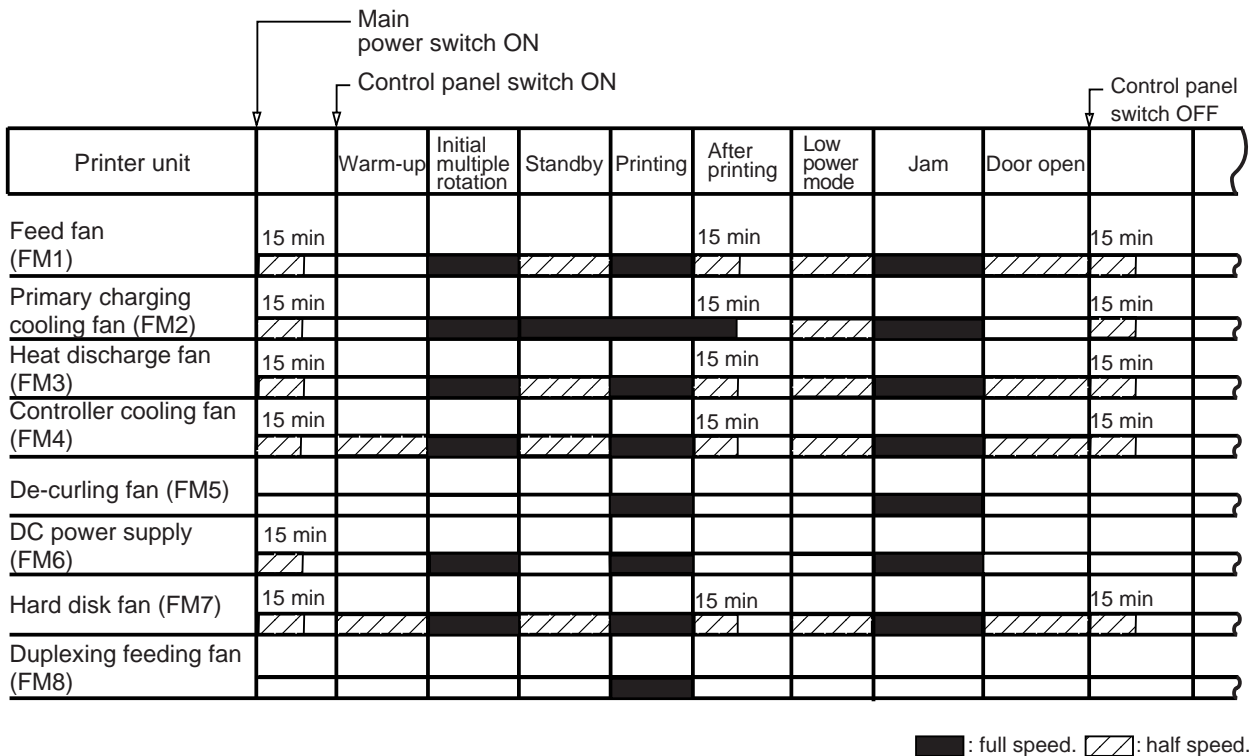 Main
power switch ON
Control panel switch ON
Control panel
switch OFF
Printer unit
Warm-up
Initial
multiple
rotation
Standby
Printing
After
printing
Low
power
mode
Jam
Door open
Feed fan
(FM1)
15 min
15 min
15 min
Primary charging
cooling fan (FM2)
15 min
15 min
15 min
Heat discharge fan
(FM3)
15 min
15 min
15 min
Controller cooling fan
(FM4)
15 min
15 min
15 min
De-curling fan (FM5)
DC power supply
(FM6)
15 min
Hard disk fan (FM7)
15 min
15 min
15 min
Duplexing feeding fan
(FM8)
: full speed.
: half speed.